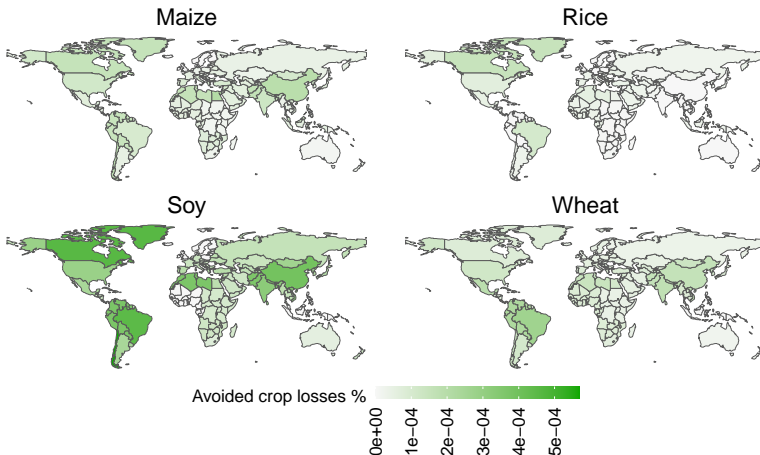 Maize
Rice
Soy
Wheat
Avoided crop losses %
0e+00
1e−04
2e−04
3e−04
4e−04
5e−04